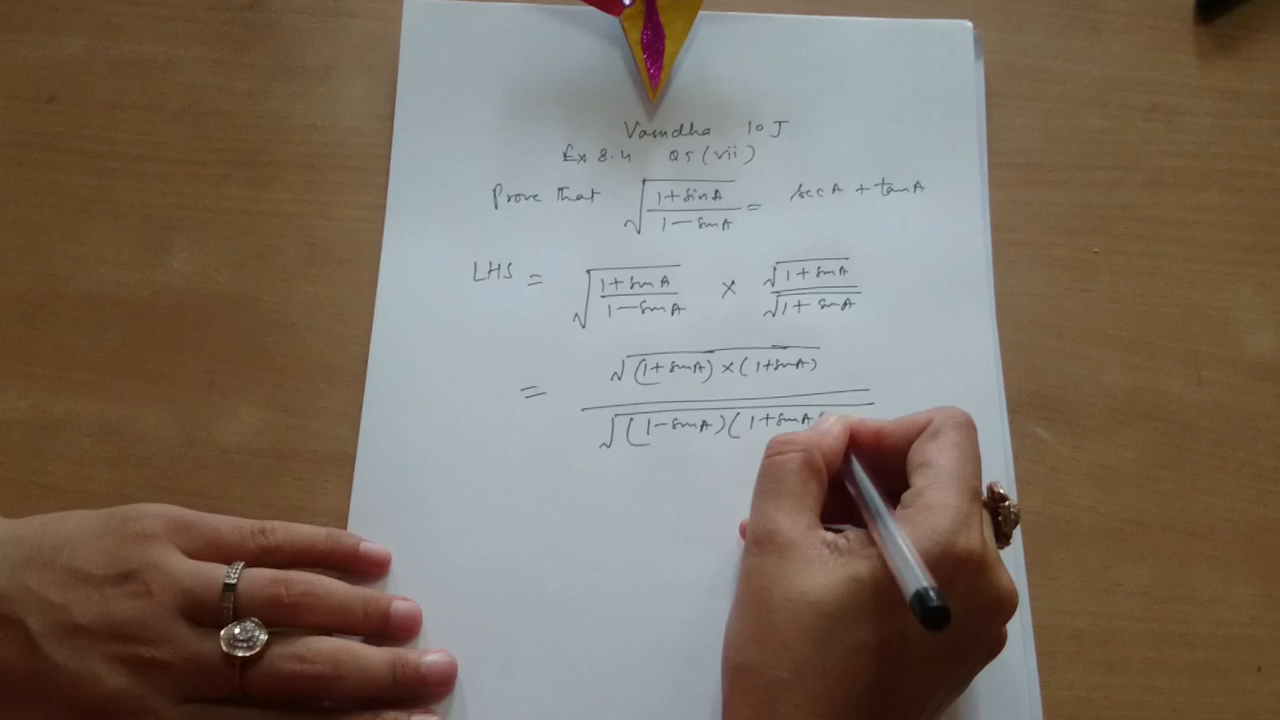 Vasudha 10 J
Ex 8.4 Q5 (vii)
Prove that √((1+sinA)/(1-sinA)) = secA + tanA
LHS = √((1+sinA)/(1-sinA)) × √(1+sinA)/√(1+sinA)
= √((1+sinA)×(1+sinA)) / √((1-sinA)(1+sinA)